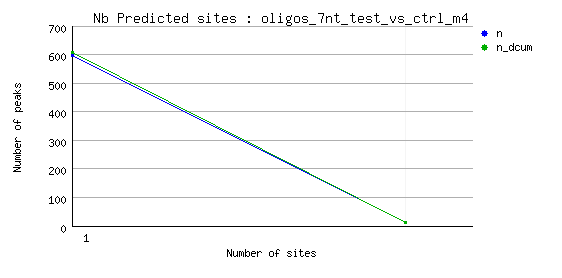 Nb Predicted sites : oligos_7nt_test_vs_ctrl_m4
n
n_dcum
Number of peaks
700
600
500
400
300
200
100
0
1
Number of sites